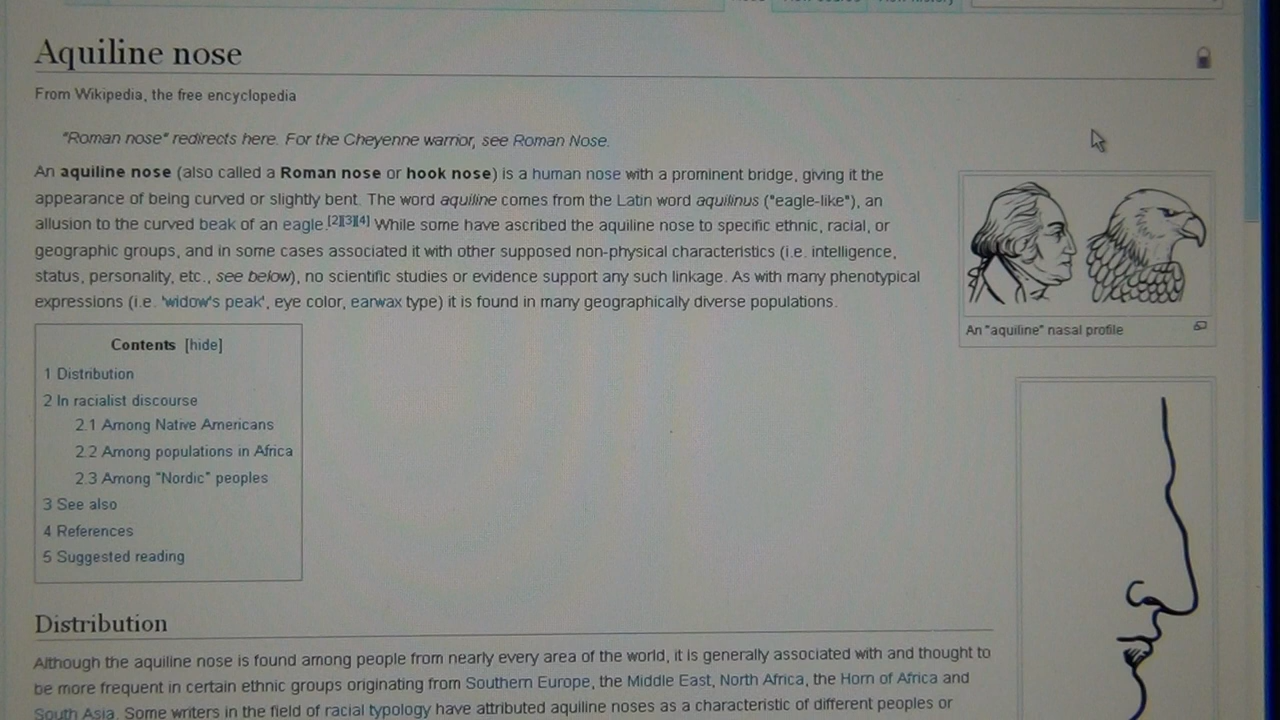 Aquiline nose
From Wikipedia, the free encyclopedia
"Roman nose" redirects here. For the Cheyenne warrior, see Roman Nose.
An aquiline nose (also called a Roman nose or hook nose) is a human nose with a prominent bridge, giving it the
appearance of being curved or slightly bent. The word aquiline comes from the Latin word aquilinus ("eagle-like"), an
allusion to the curved beak of an eagle.[2][3][4] While some have ascribed the aquiline nose to specific ethnic, racial, or
geographic groups, and in some cases associated it with other supposed non-physical characteristics (i.e. intelligence,
status, personality, etc., see below), no scientific studies or evidence support any such linkage. As with many phenotypical
expressions (i.e. 'widow's peak', eye color, earwax type) it is found in many geographically diverse populations.
An "aquiline" nasal profile
Contents [hide]
1 Distribution
2 In racialist discourse
2.1 Among Native Americans
2.2 Among populations in Africa
2.3 Among "Nordic" peoples
3 See also
4 References
5 Suggested reading
Distribution
Although the aquiline nose is found among people from nearly every area of the world, it is generally associated with and thought to
be more frequent in certain ethnic groups originating from Southern Europe, the Middle East, North Africa, the Horn of Africa and
South Asia. Some writers in the field of racial typology have attributed aquiline noses as a characteristic of different peoples or